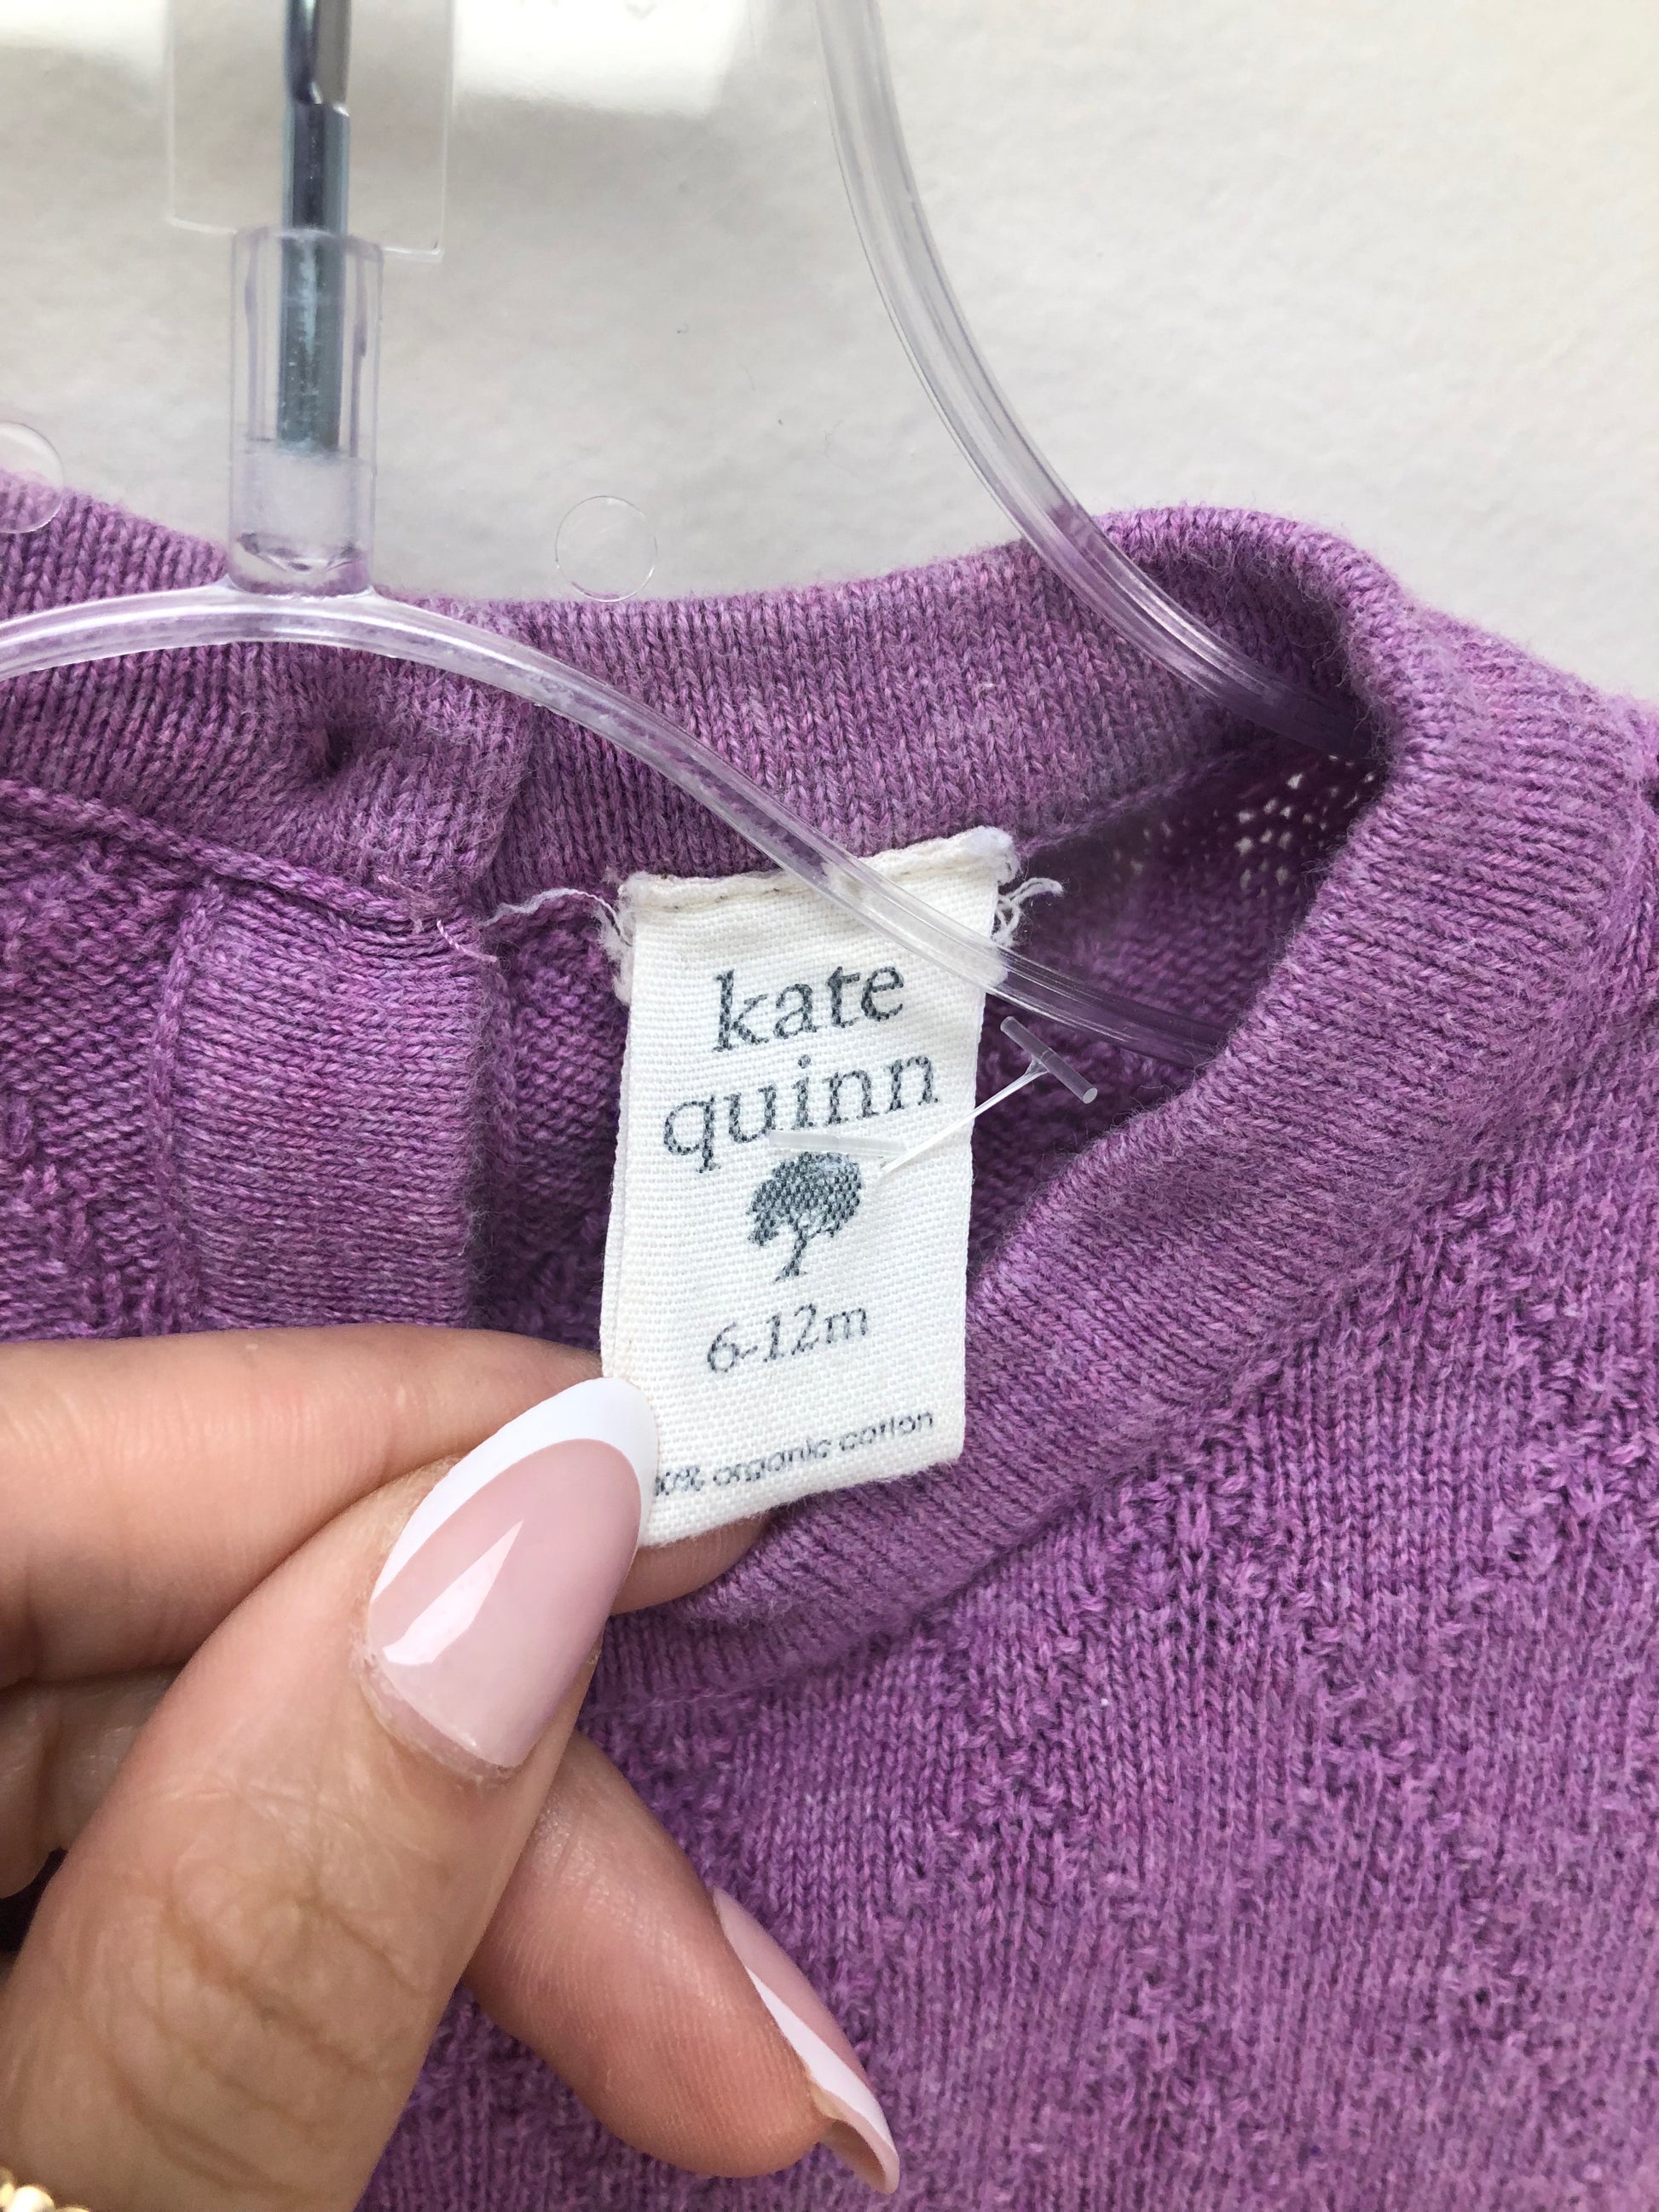 kate
quinn
6-12m
organic cotton